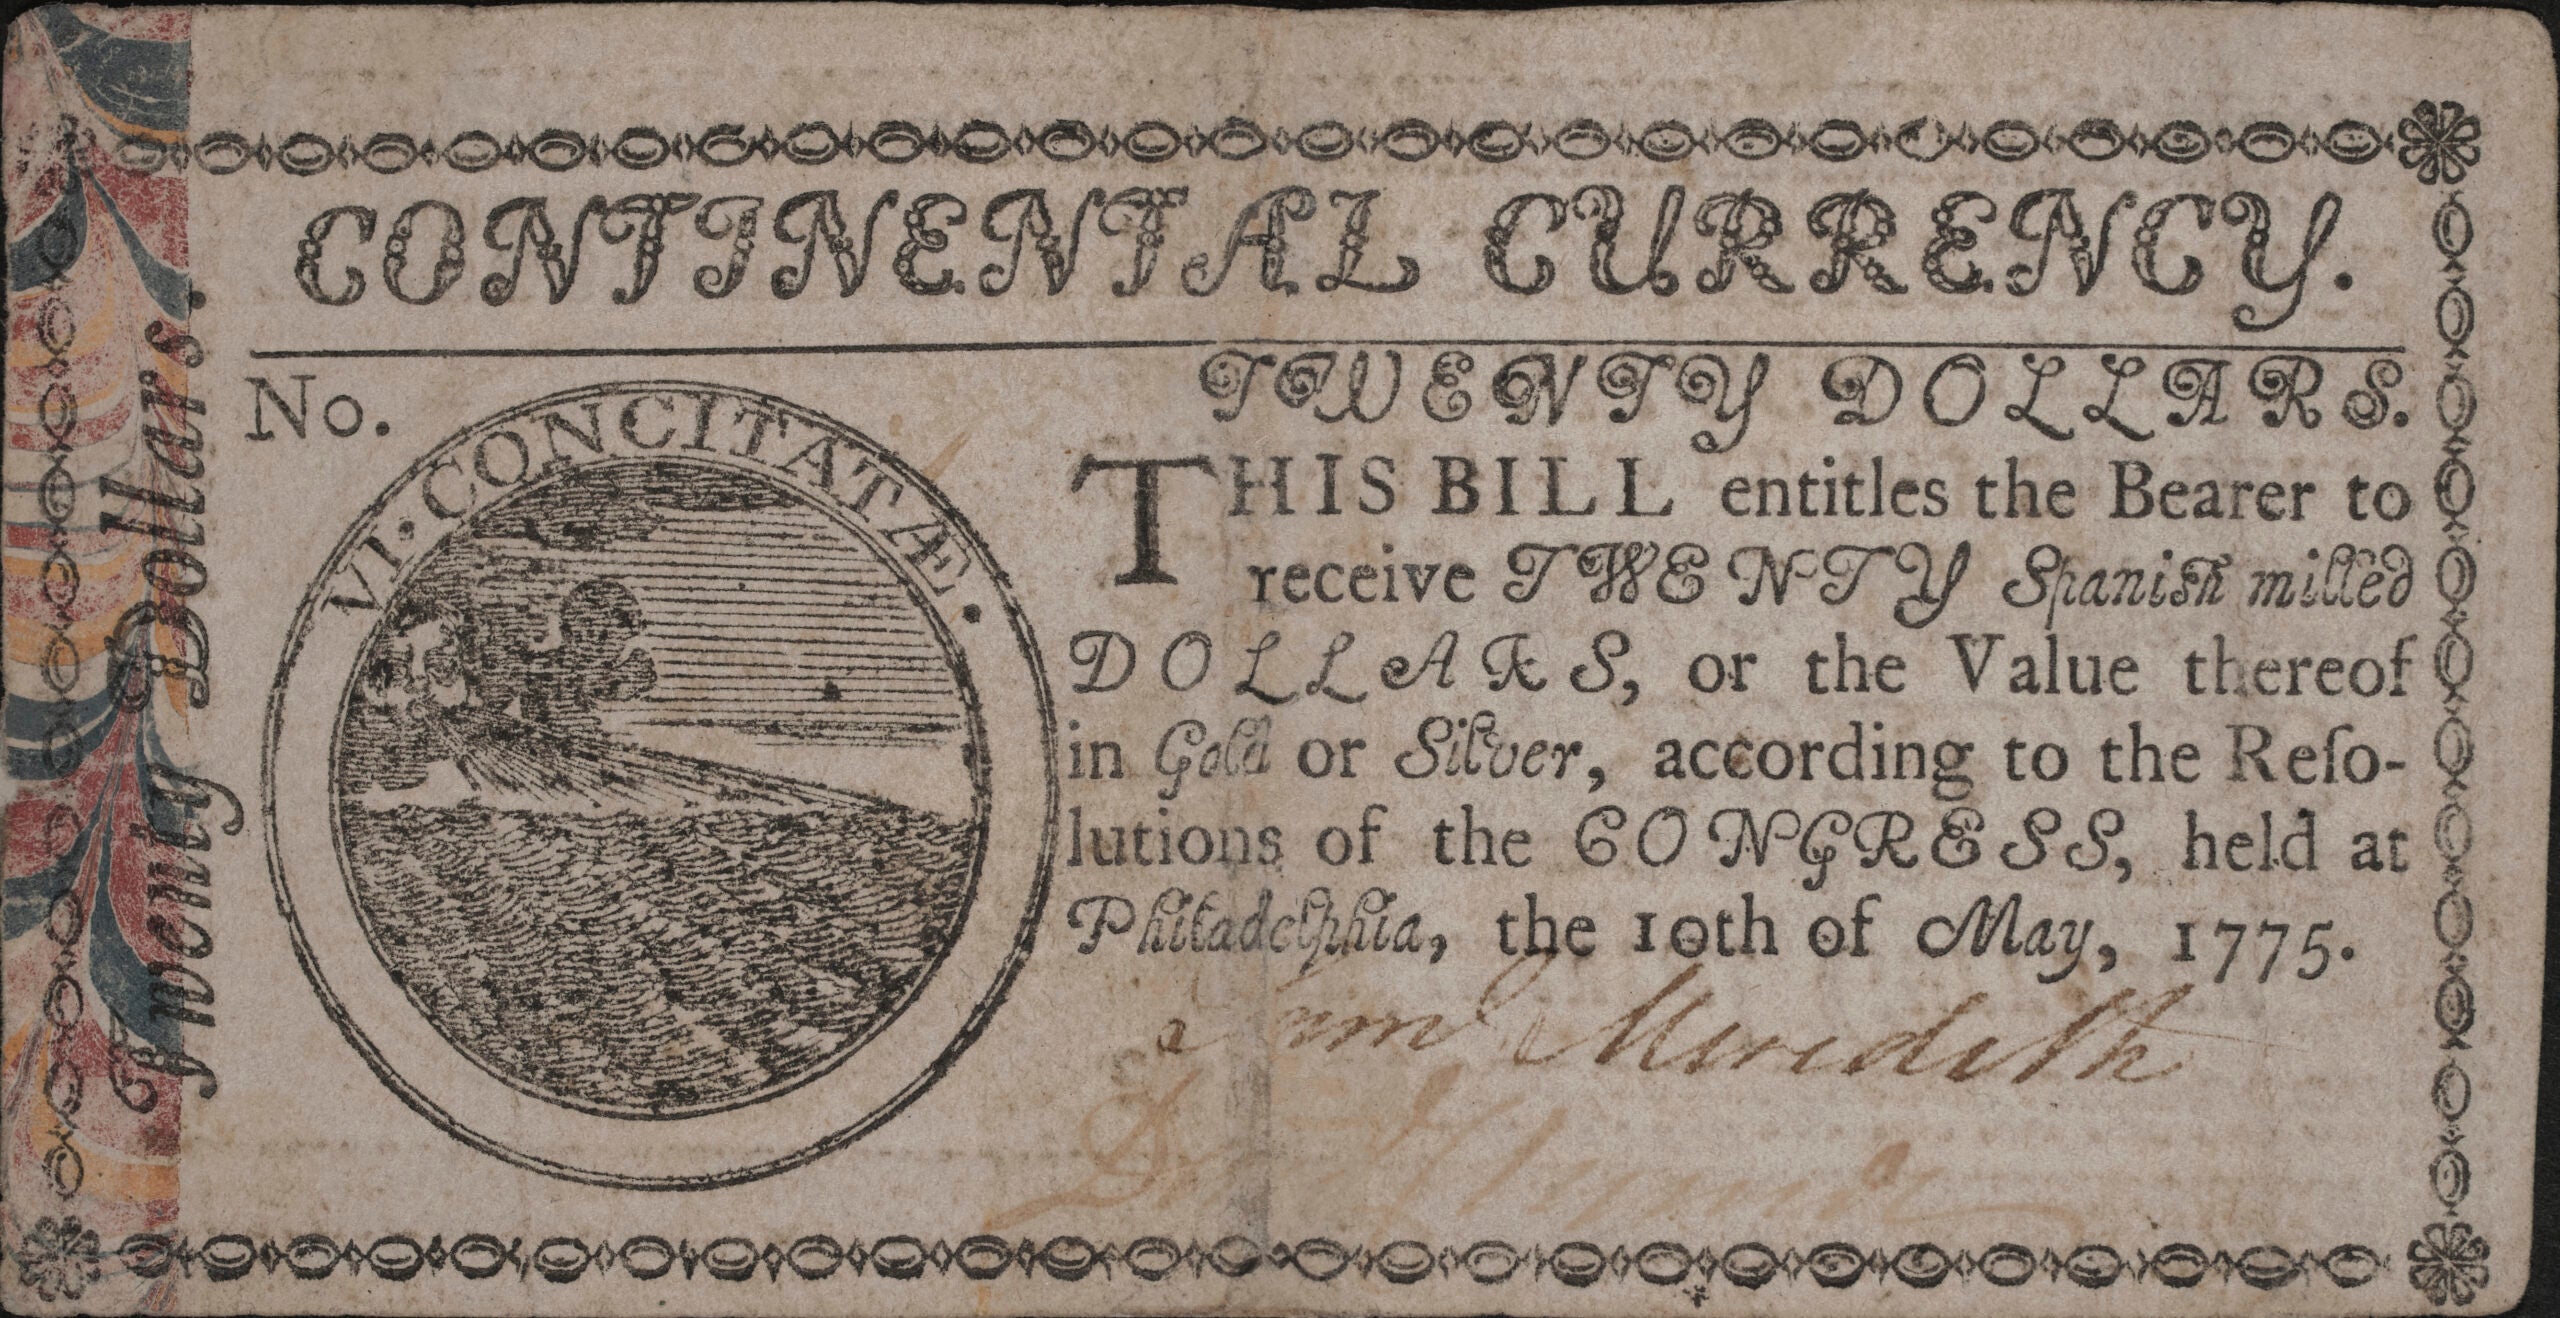 CONTINENTAL CURRENCY.
Twenty Dollars.
No.
VI. CONCITATÆ.
TWENTY DOLLARS.
THIS BILL entitles the Bearer to
receive TWENTY Spanish milled
DOLLARS, or the Value thereof
in Gold or Silver, according to the Reſo-
lutions of the CONGRESS, held at
Philadelphia, the 10th of May, 1775.
Meredith